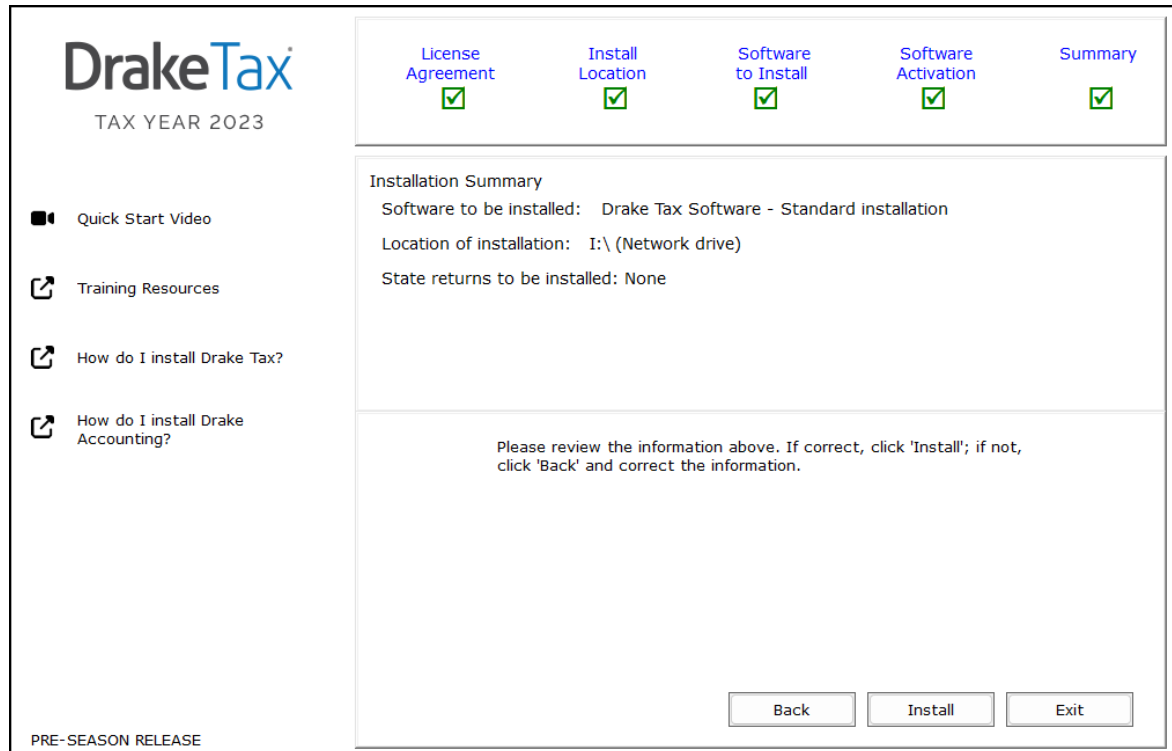 DrakeTax
TAX YEAR 2023
License
Agreement
Install
Location
Software
to Install
Software
Activation
Summary
Quick Start Video
Training Resources
How do I install Drake Tax?
How do I install Drake
Accounting?
PRE-SEASON RELEASE
Installation Summary
Software to be installed: Drake Tax Software - Standard installation
Location of installation: I:\ (Network drive)
State returns to be installed: None
Please review the information above. If correct, click 'Install'; if not,
click 'Back' and correct the information.
Back
Install
Exit